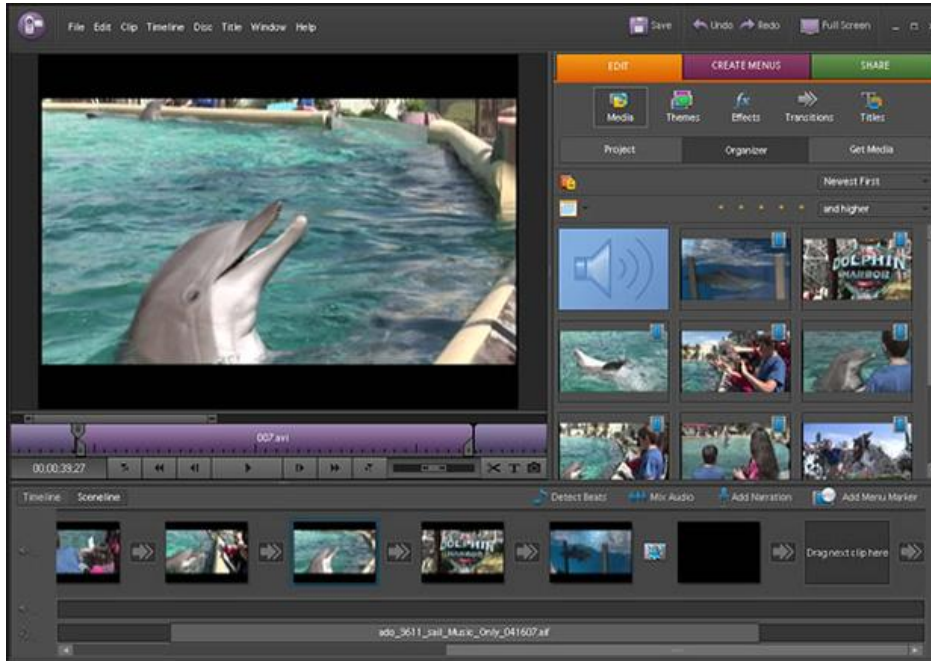 File Edit Clip Timeline Disc Title Window Help
Save Undo Redo Full Screen
EDIT CREATE MENUS SHARE
Media Themes Effects Transitions Titles
Project Organizer Get Media
Newest First
and higher
DOLPHIN
HARBOR
007.avi
00;00;39;27
Timeline Sceneline Detect Beats Mix Audio Add Narration Add Menu Marker
DOLPHIN
HARBOR
Drag next clip here
ado_3611_sail_Music_Only_041607.aif